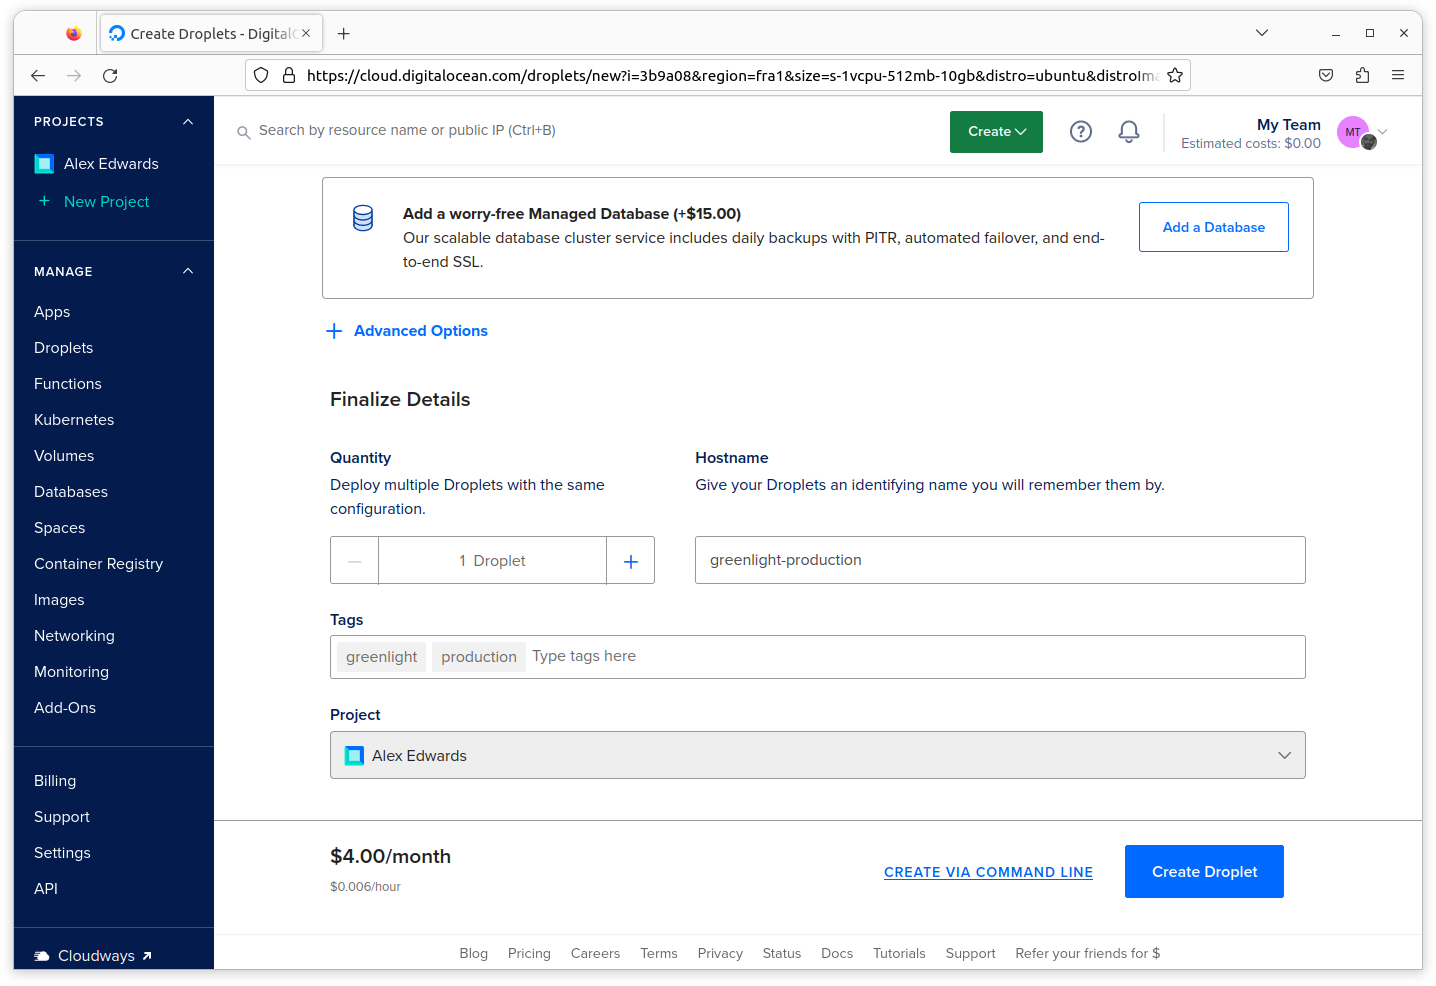 Create Droplets - Digital
https://cloud.digitalocean.com/droplets/new?i=3b9a08&region=fra1&size=s-1vcpu-512mb-10gb&distro=ubuntu&distroIma
PROJECTS
Alex Edwards
+ New Project
MANAGE
Apps
Droplets
Functions
Kubernetes
Volumes
Databases
Spaces
Container Registry
Images
Networking
Monitoring
Add-Ons
Billing
Support
Settings
API
Cloudways
Search by resource name or public IP (Ctrl+B)
Create
My Team
Estimated costs: $0.00
MT
Add a worry-free Managed Database (+$15.00)
Our scalable database cluster service includes daily backups with PITR, automated failover, and end-
to-end SSL.
Add a Database
+ Advanced Options
Finalize Details
Quantity
Deploy multiple Droplets with the same
configuration.
1 Droplet
Hostname
Give your Droplets an identifying name you will remember them by.
greenlight-production
Tags
greenlight production Type tags here
Project
Alex Edwards
$4.00/month
$0.006/hour
CREATE VIA COMMAND LINE
Create Droplet
Blog Pricing Careers Terms Privacy Status Docs Tutorials Support Refer your friends for $